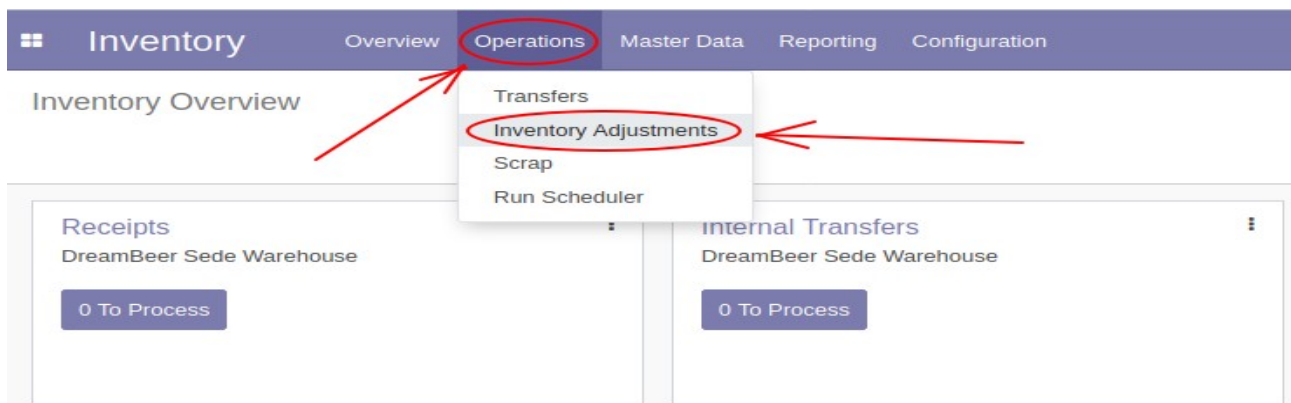 Inventory Overview Operations Master Data Reporting Configuration
Inventory Overview
Transfers
Inventory Adjustments
Scrap
Run Scheduler
Receipts
DreamBeer Sede Warehouse
0 To Process
Internal Transfers
DreamBeer Sede Warehouse
0 To Process